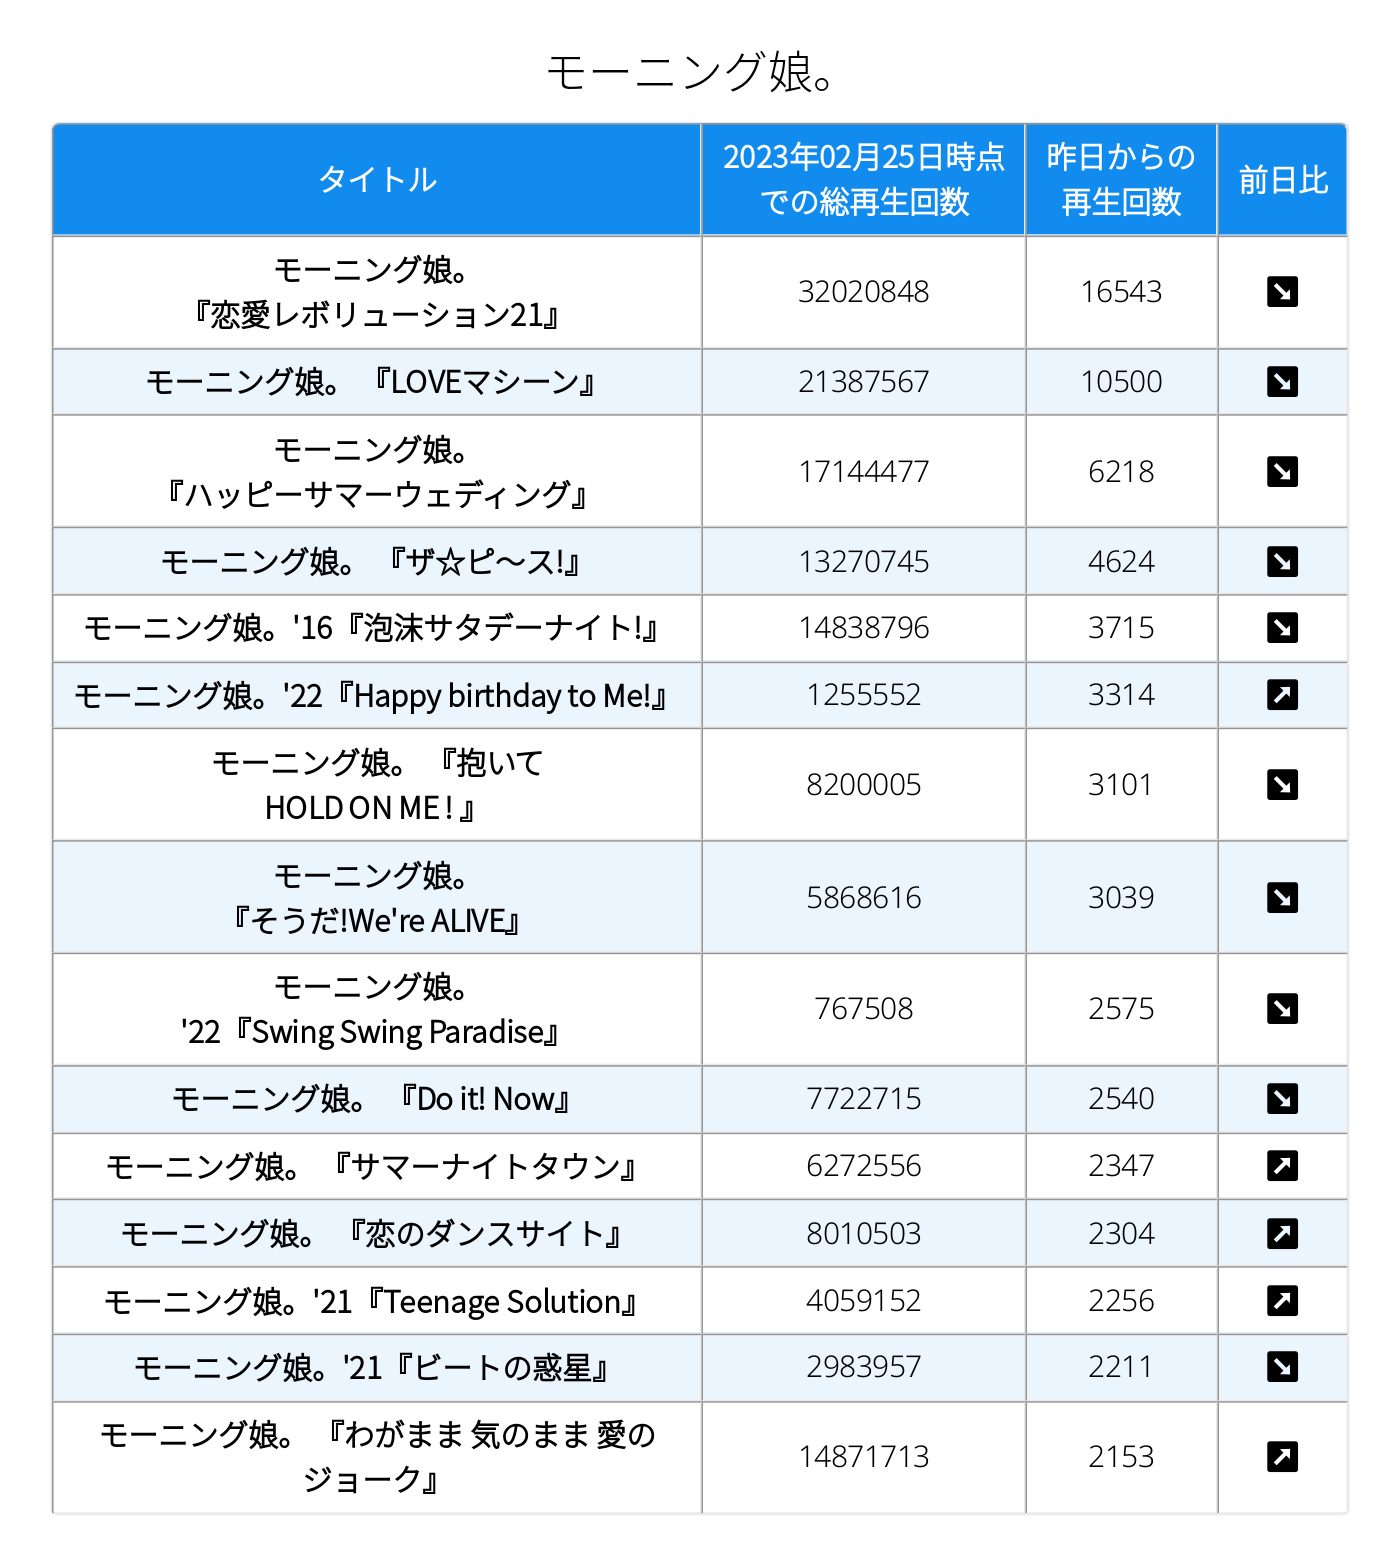 モーニング娘。
タイトル
2023年02月25日時点
での総再生回数
昨日からの
再生回数
前日比
モーニング娘。
『恋愛レボリューション21』
32020848
16543
モーニング娘。 『LOVEマシーン』
21387567
10500
モーニング娘。
『ハッピーサマーウェディング』
17144477
6218
モーニング娘。 『ザ☆ピ〜ス!』
13270745
4624
モーニング娘。'16『泡沫サタデーナイト!』
14838796
3715
モーニング娘。'22『Happy birthday to Me!』
1255552
3314
モーニング娘。 『抱いて
HOLD ON ME ! 』
8200005
3101
モーニング娘。
『そうだ!We're ALIVE』
5868616
3039
モーニング娘。
'22『Swing Swing Paradise』
767508
2575
モーニング娘。 『Do it! Now』
7722715
2540
モーニング娘。 『サマーナイトタウン』
6272556
2347
モーニング娘。 『恋のダンスサイト』
8010503
2304
モーニング娘。'21『Teenage Solution』
4059152
2256
モーニング娘。'21『ビートの惑星』
2983957
2211
モーニング娘。 『わがまま 気のまま 愛の
ジョーク』
14871713
2153